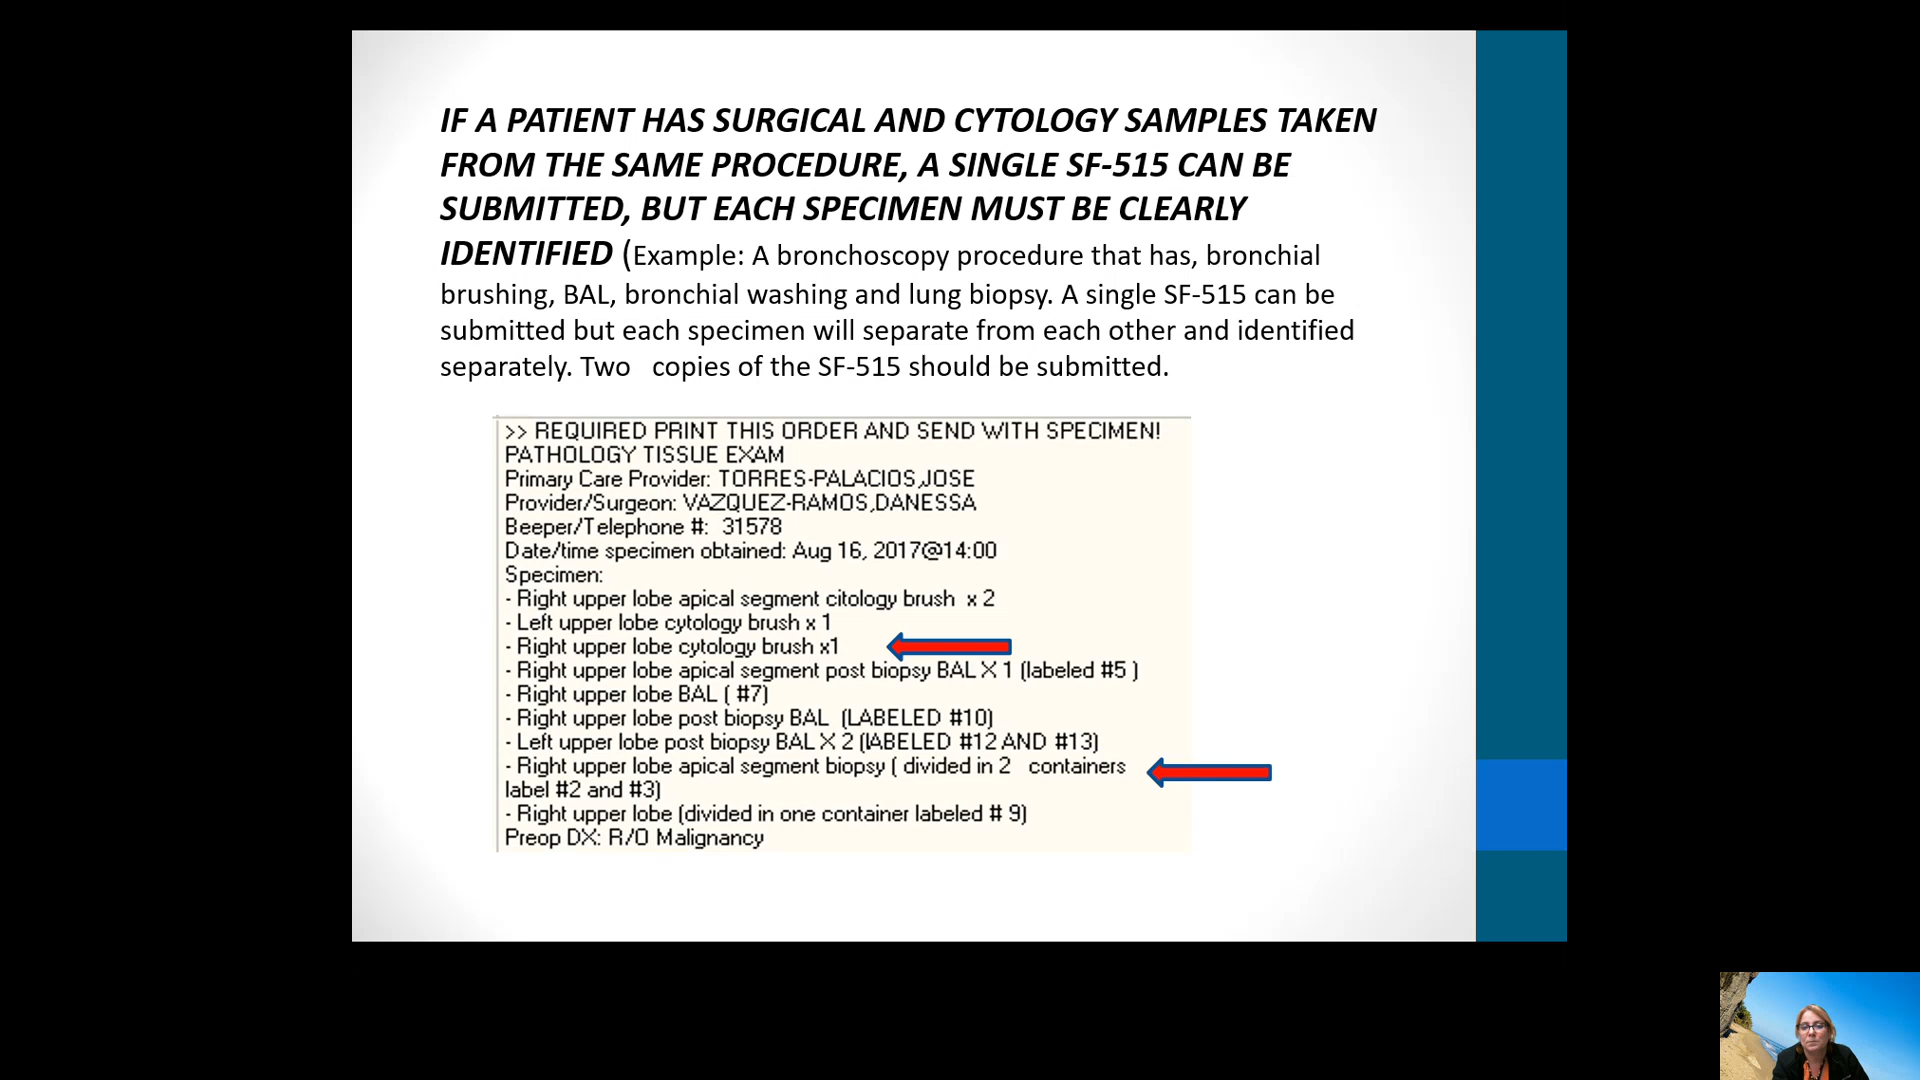 IF A PATIENT HAS SURGICAL AND CYTOLOGY SAMPLES TAKEN
FROM THE SAME PROCEDURE, A SINGLE SF-515 CAN BE
SUBMITTED, BUT EACH SPECIMEN MUST BE CLEARLY
IDENTIFIED (Example: A bronchoscopy procedure that has, bronchial
brushing, BAL, bronchial washing and lung biopsy. A single SF-515 can be
submitted but each specimen will separate from each other and identified
separately. Two copies of the SF-515 should be submitted.
>> REQUIRED PRINT THIS ORDER AND SEND WITH SPECIMEN!
PATHOLOGY TISSUE EXAM
Primary Care Provider: TORRES-PALACIOS,JOSE
Provider/Surgeon: VAZQUEZ-RAMOS,DANESSA
Beeper/Telephone #: 31578
Date/time specimen obtained: Aug 16, 2017@14:00
Specimen:
- Right upper lobe apical segment citology brush x 2
- Left upper lobe cytology brush x 1
- Right upper lobe cytology brush x1
- Right upper lobe apical segment post biopsy BAL X 1 (labeled #5 )
- Right upper lobe BAL ( #7)
- Right upper lobe post biopsy BAL (LABELED #10)
- Left upper lobe post biopsy BAL X 2 (lABELED #12 AND #13)
- Right upper lobe apical segment biopsy ( divided in 2 containers
label #2 and #3)
- Right upper lobe (divided in one container labeled # 9)
Preop DX: R/O Malignancy